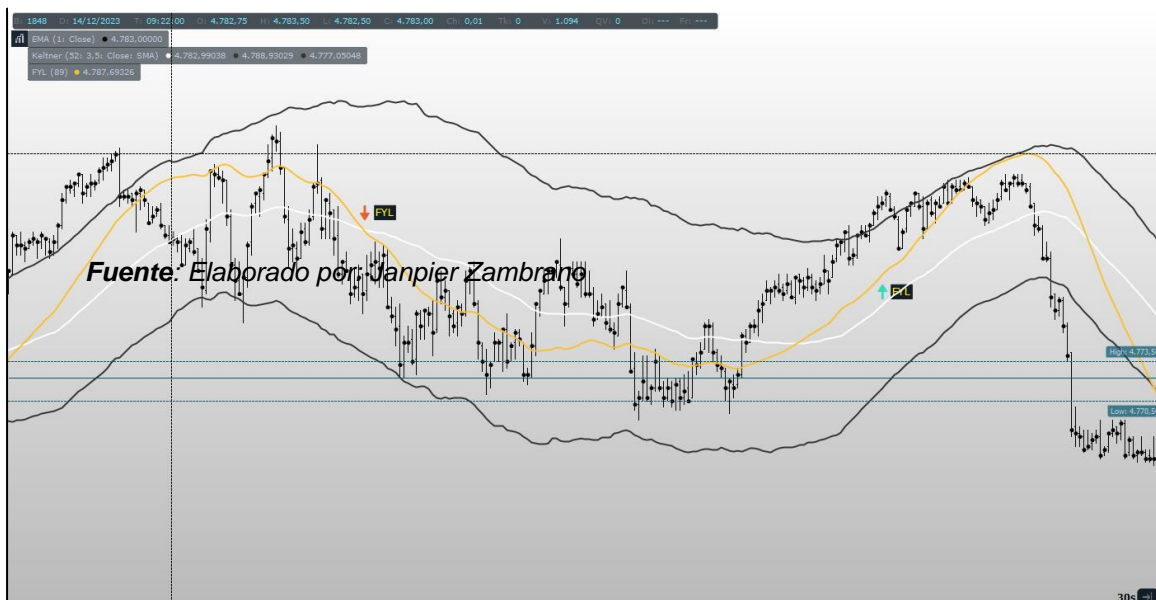 B: 1848 D: 14/12/2023 T: 09:22:00 O: 4.782,75 H: 4.783,50 L: 4.782,50 C: 4.783,00 Ch: 0,01 Tk: 0 V: 1.094 QV: 0 OI: --- Fr: ---
EMA (1: Close) 4.783,00000
Keltner (52: 3,5: Close: SMA) 4.782,99038 4.788,93029 4.777,05048
FYL (89) 4.787,69326
FYL
Fuente: Elaborado por: Janpier Zambrano
FYL
High: 4.773,5
Low: 4.770,5
30s